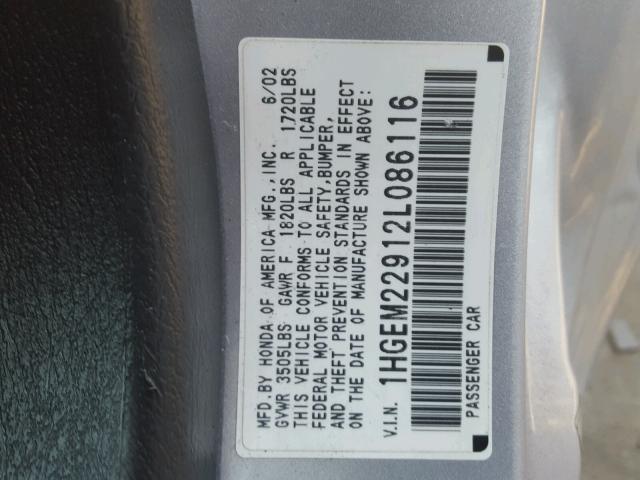 MFD.BY HONDA OF AMERICA MFG.,INC. 6/02
GVWR 3505LBS GAWR F 1820LBS R 1720LBS
THIS VEHICLE CONFORMS TO ALL APPLICABLE
FEDERAL MOTOR VEHICLE SAFETY,BUMPER,
AND THEFT PREVENTION STANDARDS IN EFFECT
ON THE DATE OF MANUFACTURE SHOWN ABOVE:
V.I.N. 1HGEM22912L086116
PASSENGER CAR